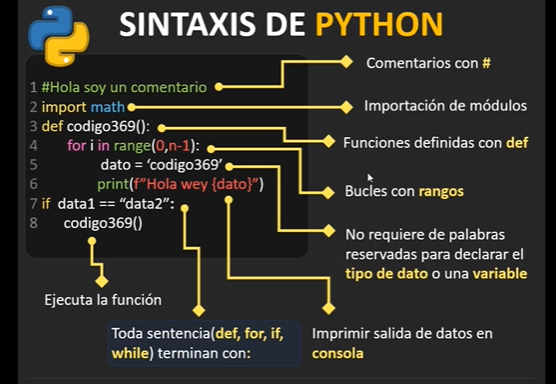 SINTAXIS DE PYTHON
1 #Hola soy un comentario
2 import math
3 def codigo369():
4 for i in range(0,n-1):
5 dato = ‘codigo369’
6 print(f”Hola wey {dato}”)
7 if data1 == “data2”:
8 codigo369()
Comentarios con #
Importación de módulos
Funciones definidas con def
Bucles con rangos
No requiere de palabras
reservadas para declarar el
tipo de dato o una variable
Ejecuta la función
Toda sentencia(def, for, if,
while) terminan con:
Imprimir salida de datos en
consola